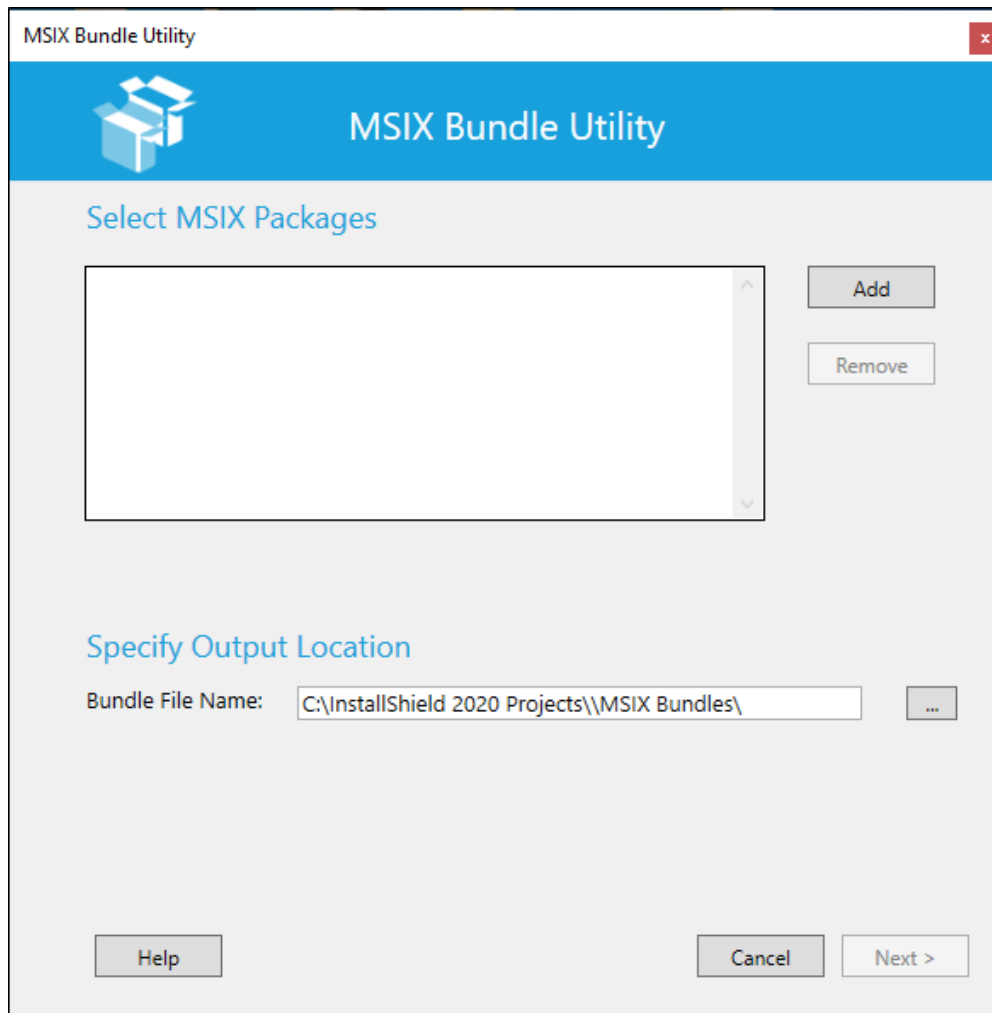 MSIX Bundle Utility
x
MSIX Bundle Utility
Select MSIX Packages
Add
Remove
Specify Output Location
Bundle File Name: C:\InstallShield 2020 Projects\\MSIX Bundles\ ...
Help Cancel Next >